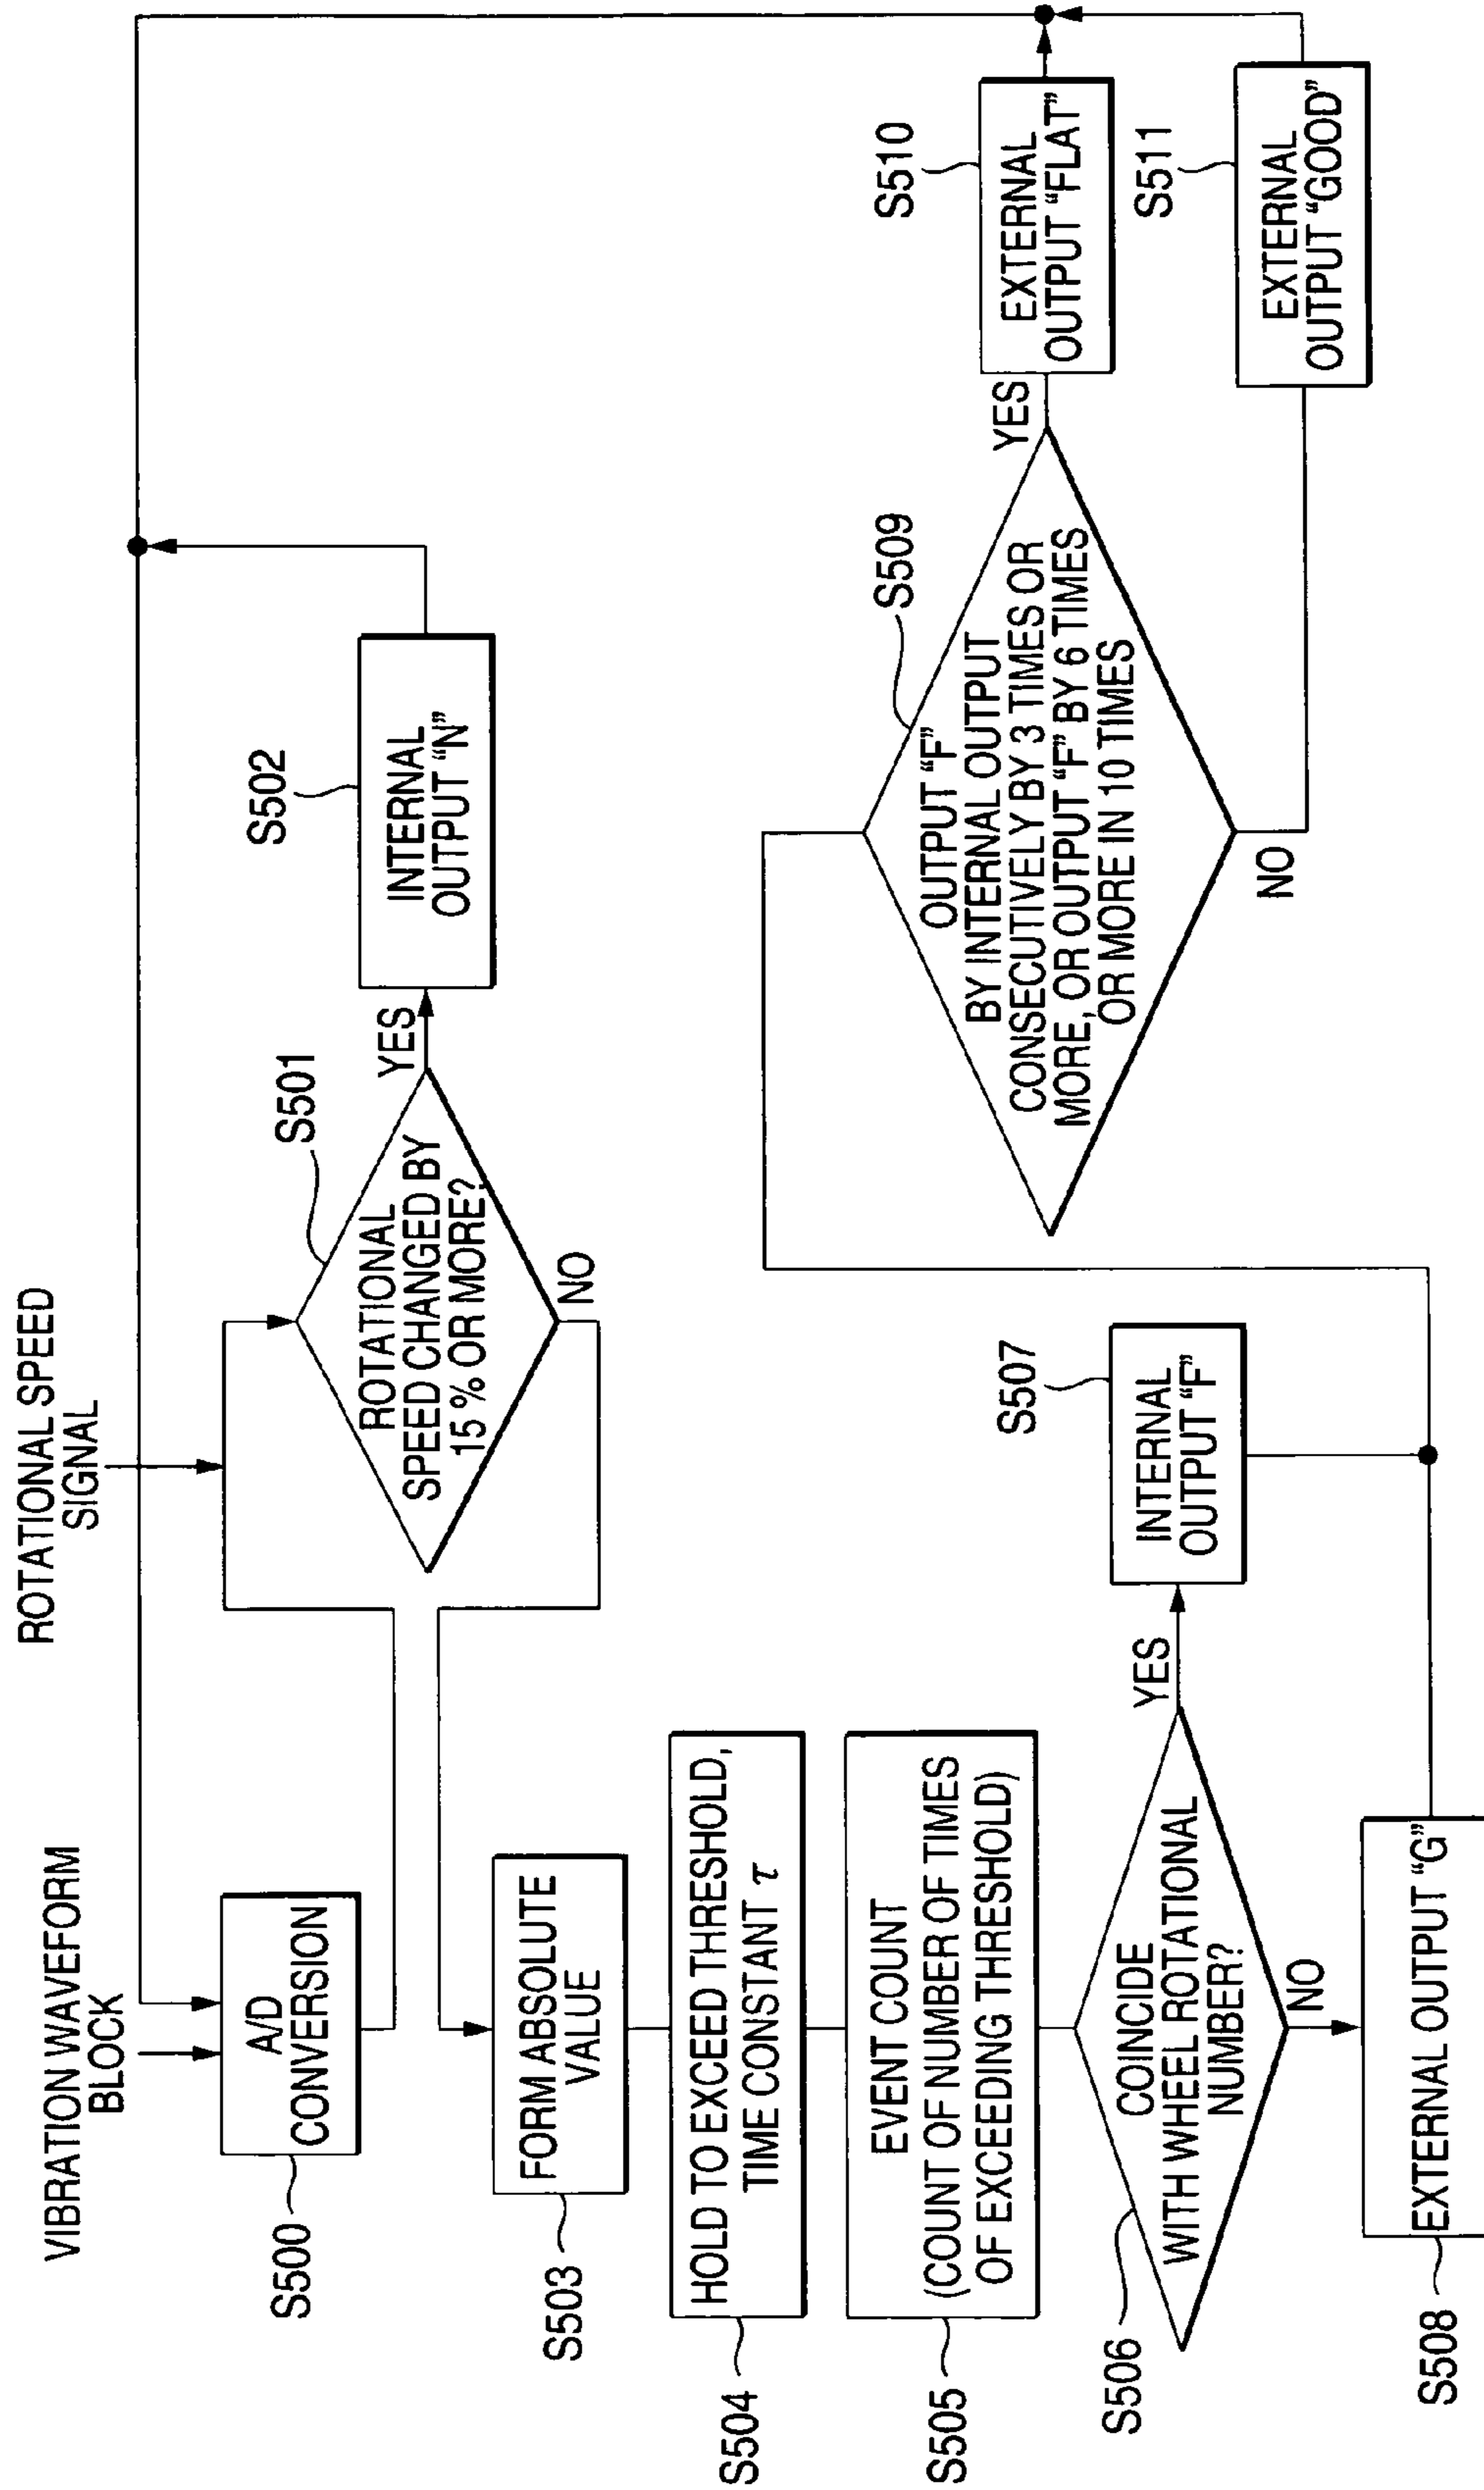 VIBRATION WAVEFORM
BLOCK
ROTATIONAL SPEED
SIGNAL
S500
A/D
CONVERSION
S501
ROTATIONAL
SPEED CHANGED BY
15 % OR MORE?
YES
NO
S502
INTERNAL
OUTPUT “N”
S503
FORM ABSOLUTE
VALUE
S504
HOLD TO EXCEED THRESHOLD,
TIME CONSTANT τ
S505
EVENT COUNT
(COUNT OF NUMBER OF TIMES
OF EXCEEDING THRESHOLD)
S506
COINCIDE
WITH WHEEL ROTATIONAL
NUMBER?
YES
NO
S507
INTERNAL
OUTPUT “F”
S508
EXTERNAL OUTPUT “G”
S509
OUTPUT “F”
BY INTERNAL OUTPUT
CONSECUTIVELY BY 3 TIMES OR
MORE, OR OUTPUT “F” BY 6 TIMES
OR MORE IN 10 TIMES
YES
NO
S510
EXTERNAL
OUTPUT “FLAT”
S511
EXTERNAL
OUTPUT “GOOD”